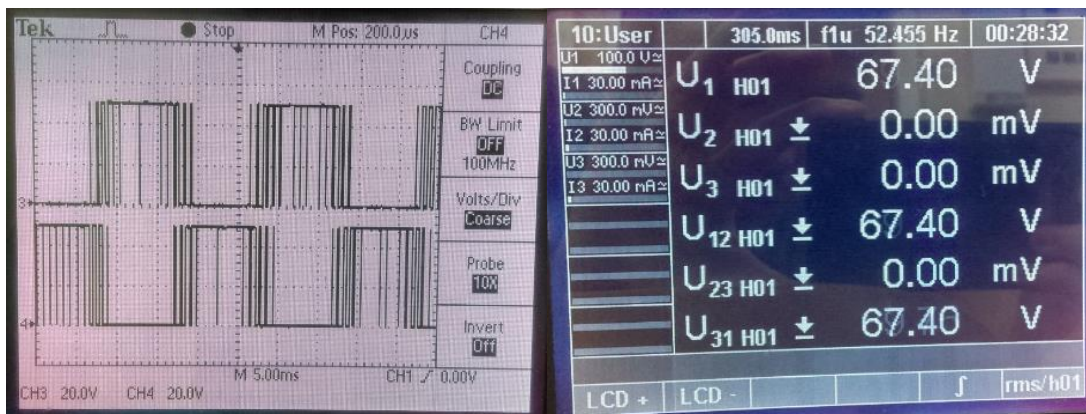 Tek
Stop
M Pos: 200.0µs
CH4
Coupling
DC
BW Limit
OFF
100MHz
Volts/Div
Coarse
Probe
10X
Invert
Off
3
4
M 5.00ms
CH1 / 0.00V
CH3 20.0V CH4 20.0V
10:User 305.0ms f1u 52.455 Hz 00:28:32
U1 100.0 V≃
I1 30.00 mA≃
U2 300.0 mV≃
I2 30.00 mA≃
U3 300.0 mV≃
I3 30.00 mA≃
U1 H01 67.40 V
U2 H01 0.00 mV
U3 H01 0.00 mV
U12 H01 67.40 V
U23 H01 0.00 mV
U31 H01 67.40 V
LCD + LCD - ∫ rms/h01